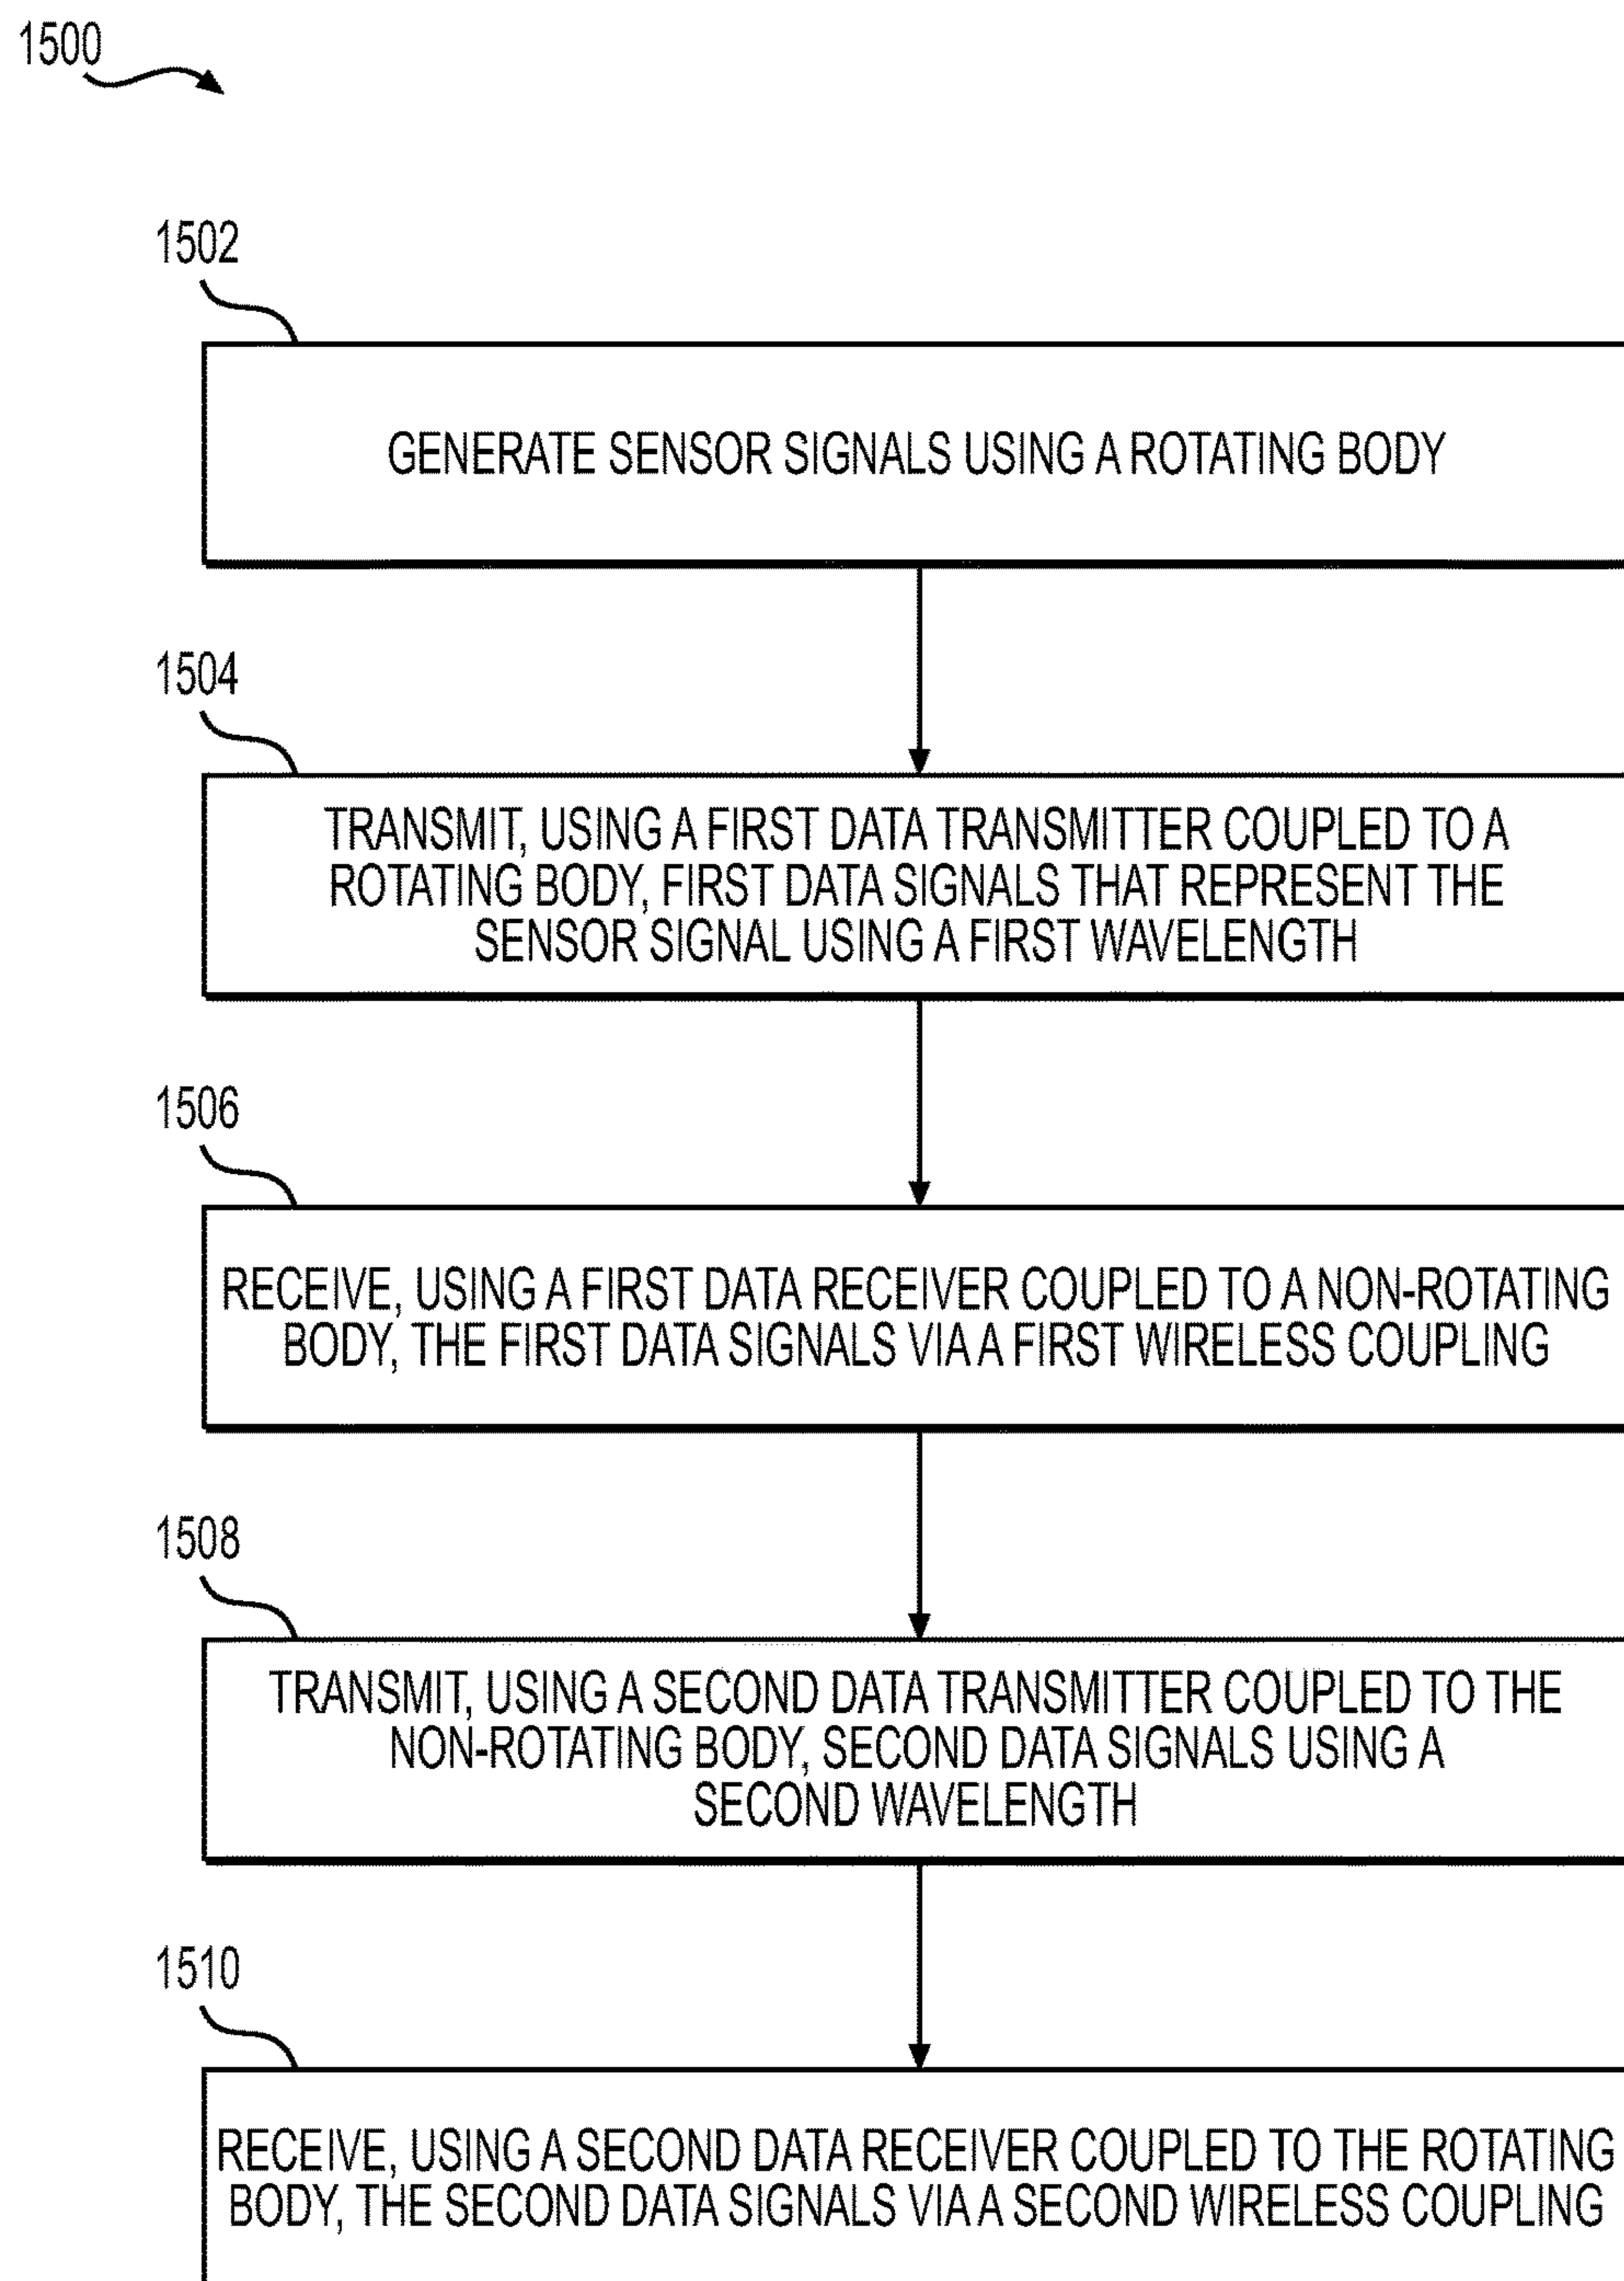 1500
1502
GENERATE SENSOR SIGNALS USING A ROTATING BODY
1504
TRANSMIT, USING A FIRST DATA TRANSMITTER COUPLED TO A
ROTATING BODY, FIRST DATA SIGNALS THAT REPRESENT THE
SENSOR SIGNAL USING A FIRST WAVELENGTH
1506
RECEIVE, USING A FIRST DATA RECEIVER COUPLED TO A NON-ROTATING
BODY, THE FIRST DATA SIGNALS VIA A FIRST WIRELESS COUPLING
1508
TRANSMIT, USING A SECOND DATA TRANSMITTER COUPLED TO THE
NON-ROTATING BODY, SECOND DATA SIGNALS USING A
SECOND WAVELENGTH
1510
RECEIVE, USING A SECOND DATA RECEIVER COUPLED TO THE ROTATING
BODY, THE SECOND DATA SIGNALS VIA A SECOND WIRELESS COUPLING